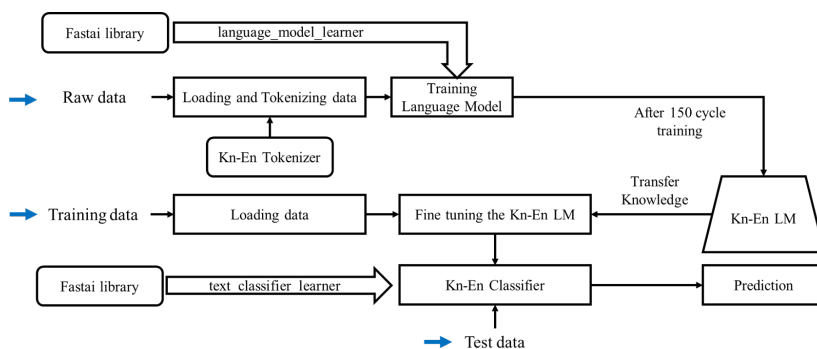 Fastai library
language_model_learner
Raw data
Loading and Tokenizing data
Training
Language Model
After 150 cycle
training
Kn-En Tokenizer
Training data
Loading data
Fine tuning the Kn-En LM
Transfer
Knowledge
Kn-En LM
Fastai library
text_classifier_learner
Kn-En Classifier
Prediction
Test data